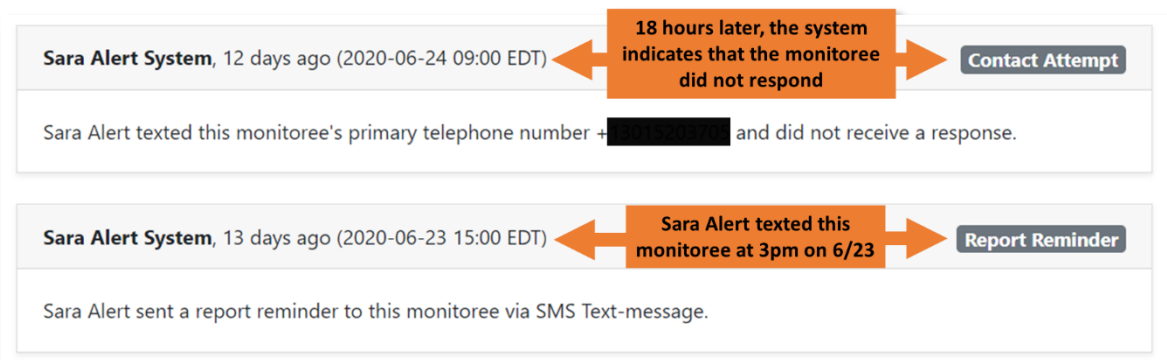 18 hours later, the system
indicates that the monitoree
did not respond
Sara Alert System, 12 days ago (2020-06-24 09:00 EDT)
Contact Attempt
Sara Alert texted this monitoree's primary telephone number + and did not receive a response.
Sara Alert texted this
monitoree at 3pm on 6/23
Sara Alert System, 13 days ago (2020-06-23 15:00 EDT)
Report Reminder
Sara Alert sent a report reminder to this monitoree via SMS Text-message.